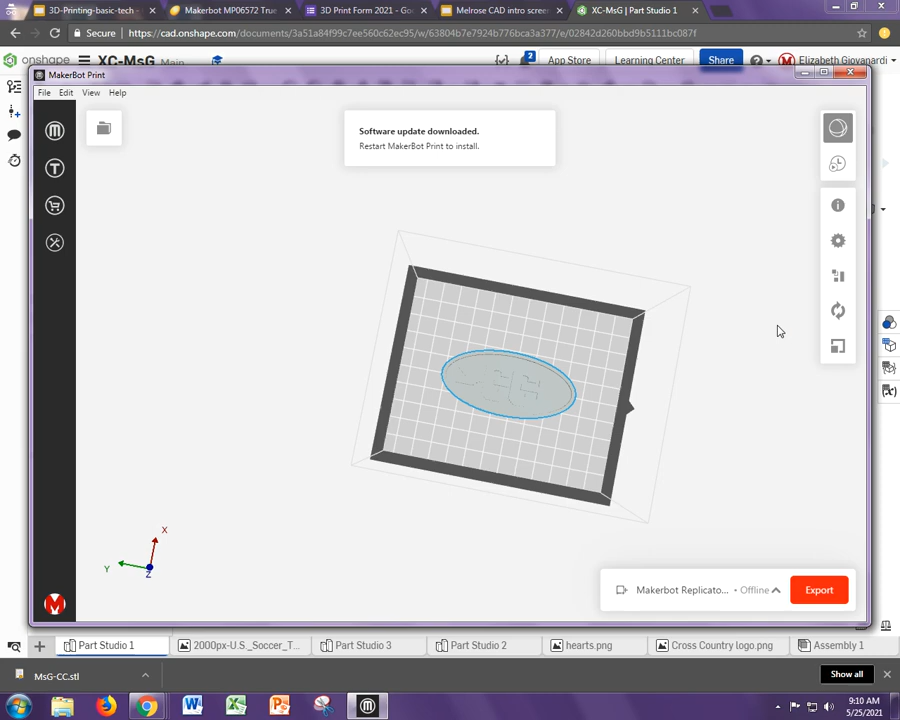 3D-Printing-basic-tech -
Makerbot MP06572 True
3D Print Form 2021 - Go
Melrose CAD intro scree
XC-MsG | Part Studio 1
Secure
https://cad.onshape.com/documents/3a51a84f99c7ee560c62ec95/w/63804b7e7924b776bca3a377/e/02842d260bbd9b5111bc087f
onshape
XC-MsG
Main
2
App Store
Learning Center
Share
Elizabeth Giovanardi
MakerBot Print
File
Edit
View
Help
Software update downloaded.
Restart MakerBot Print to install.
X
Y
Z
Makerbot Replicato...
• Offline
Export
Part Studio 1
2000px-U.S._Soccer_T...
Part Studio 3
Part Studio 2
hearts.png
Cross Country logo.png
Assembly 1
MsG-CC.stl
Show all
9:10 AM
5/25/2021